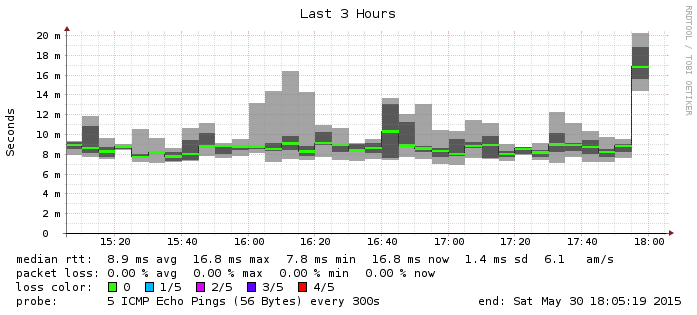 Last 3 Hours
RRDTOOL / TOBI OETIKER
Seconds
20 m
18 m
16 m
14 m
12 m
10 m
8 m
6 m
4 m
2 m
0
15:20 15:40 16:00 16:20 16:40 17:00 17:20 17:40 18:00
median rtt: 8.9 ms avg 16.8 ms max 7.8 ms min 16.8 ms now 1.4 ms sd 6.1 am/s
packet loss: 0.00 % avg 0.00 % max 0.00 % min 0.00 % now
loss color: 0 1/5 2/5 3/5 4/5
probe: 5 ICMP Echo Pings (56 Bytes) every 300s end: Sat May 30 18:05:19 2015